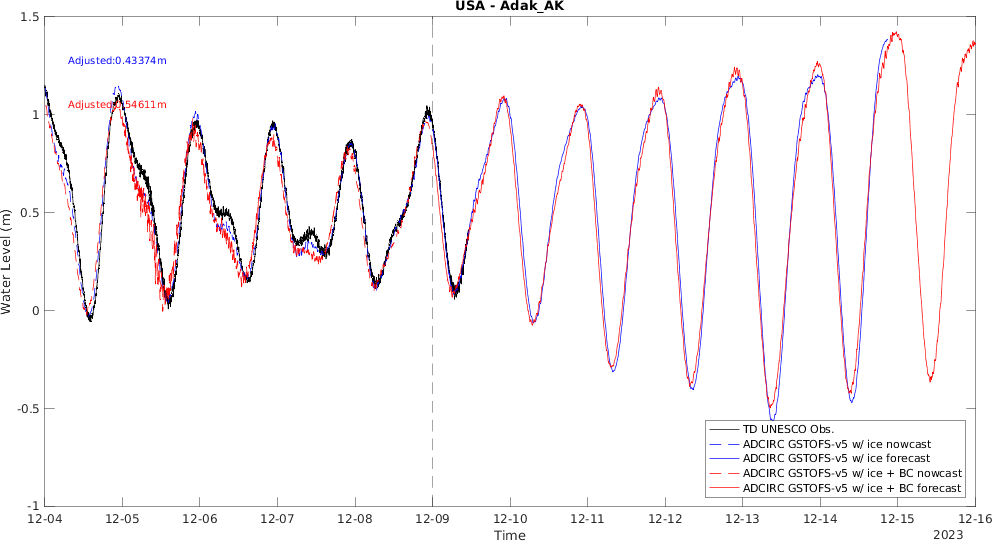 USA - Adak_AK
1.5
Adjusted:0.43374m
Adjusted:0.54611m
1
0.5
0
-0.5
-1
Water Level (m)
TD UNESCO Obs.
ADCIRC GSTOFS-v5 w/ ice nowcast
ADCIRC GSTOFS-v5 w/ ice forecast
ADCIRC GSTOFS-v5 w/ ice + BC nowcast
ADCIRC GSTOFS-v5 w/ ice + BC forecast
12-04 12-05 12-06 12-07 12-08 12-09 12-10 12-11 12-12 12-13 12-14 12-15 12-16
Time
2023